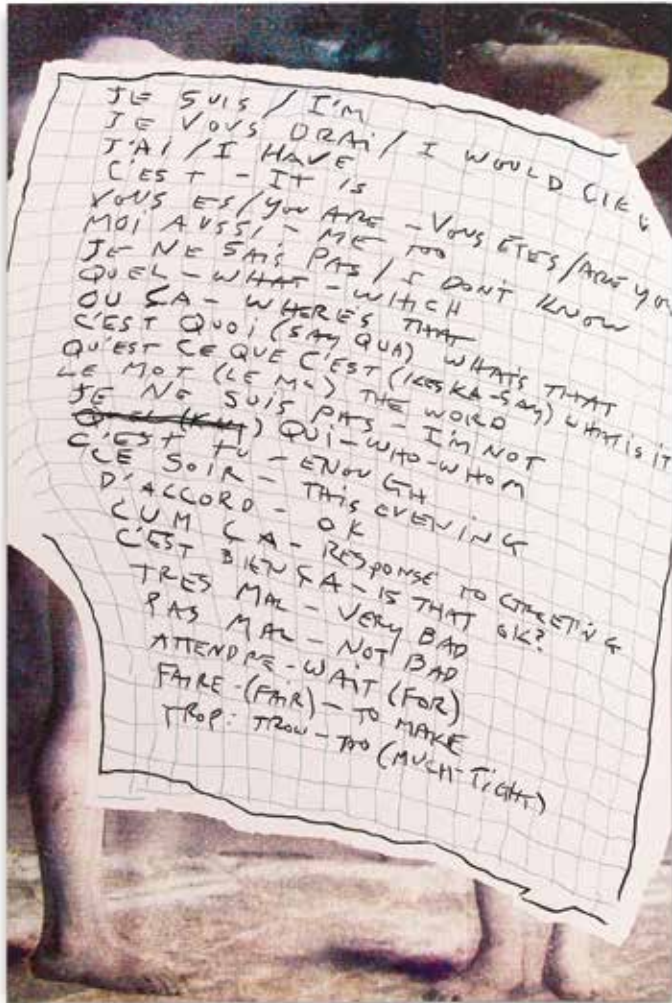 JE SUIS / I'M
JE VOUS DRAI / I WOULD LIKE
J'AI / I HAVE
C'EST - IT IS
VOUS ES / YOU ARE - VOUS ÊTES / ARE YOU
MOI AUSSI - ME TOO
JE NE SAIS PAS / I DONT KNOW
QUEL - WHAT - WHICH
OU ÇA - WHERES THAT
C'EST QUOI (SAY QUA) WHATS THAT
QU'EST CE QUE C'EST (KESKA-SAY) WHAT IS IT
LE MOT (LE MO) THE WORD
JE NE SUIS PAS - I'M NOT
QUI - WHO - WHOM
C'EST TU - ENOUGH
CE SOIR - THIS EVENING
D'ACCORD - OK
CUM ÇA - RESPONSE TO GREETING
C'EST BIEN ÇA - IS THAT OK?
TRES MAL - VERY BAD
PAS MAL - NOT BAD
ATTENDRE - WAIT (FOR)
FAIRE - (FAIR) - TO MAKE
TROP: TROW - TOO (MUCH-TIGHT)